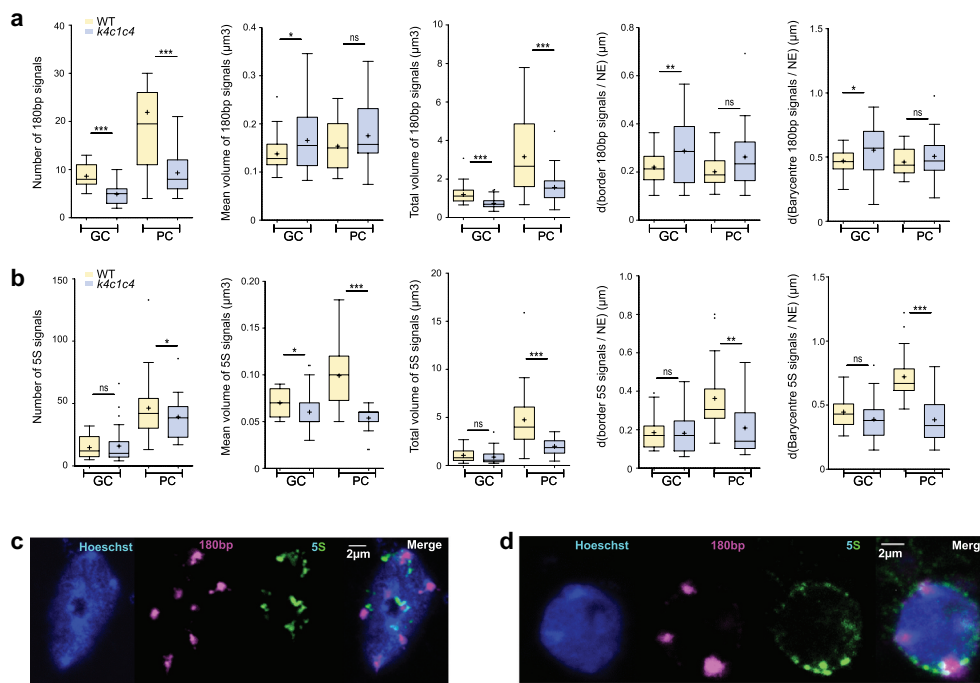 a
WT
k4c1c4
Number of 180bp signals
40
30
20
10
0
***
***
GC
PC
Mean volume of 180bp signals (µm3)
0.4
0.3
0.2
0.1
0.0
*
ns
GC
PC
Total volume of 180bp signals (µm3)
10
8
6
4
2
0
***
***
GC
PC
d(border 180bp signals / NE) (µm)
0.8
0.6
0.4
0.2
0.0
**
ns
GC
PC
d(Barycentre 180bp signals / NE) (µm)
1.5
1.0
0.5
0.0
*
ns
GC
PC
b
WT
k4c1c4
Number of 5S signals
150
100
50
0
ns
*
GC
PC
Mean volume of 5S signals (µm3)
0.20
0.15
0.10
0.05
0.00
*
***
GC
PC
Total volume of 5S signals (µm3)
20
15
10
5
0
ns
***
GC
PC
d(border 5S signals / NE) (µm)
1.0
0.8
0.6
0.4
0.2
0.0
ns
**
GC
PC
d(Barycentre 5S signals / NE) (µm)
1.5
1.0
0.5
0.0
ns
***
GC
PC
c
Hoeschst
180bp
5S
2µm
Merge
d
Hoeschst
180bp
5S
2µm
Merge